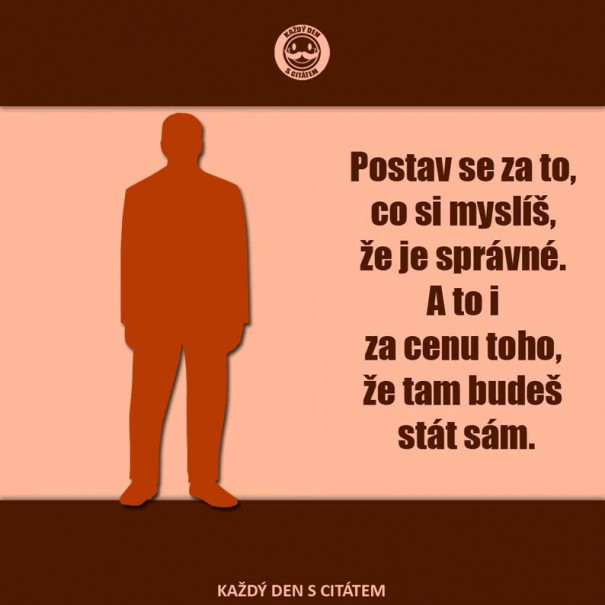 KAŽDÝ DEN
S CITÁTEM
Postav se za to,
co si myslíš,
že je správné.
A to i
za cenu toho,
že tam budeš
stát sám.
KAŽDÝ DEN S CITÁTEM